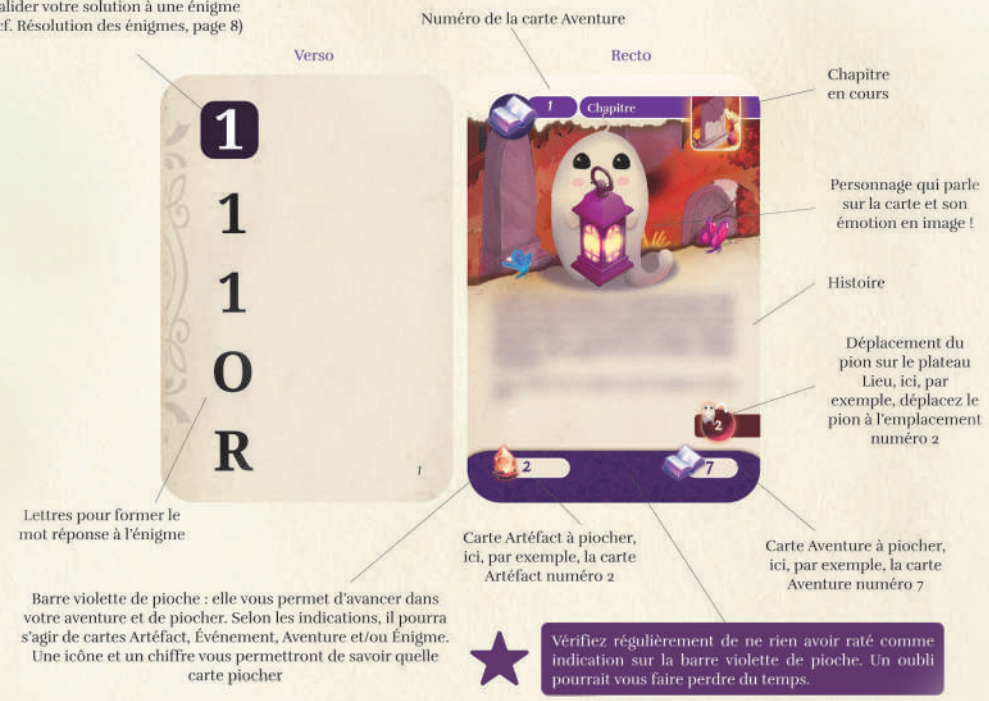 valider votre solution à une énigme
(cf. Résolution des énigmes, page 8)
Numéro de la carte Aventure
Verso
Recto
Chapitre
en cours
1
1
1
O
R
1
1
Chapitre
Personnage qui parle
sur la carte et son
émotion en image !
Histoire
Déplacement du
pion sur le plateau
Lieu, ici, par
exemple, déplacez le
pion à l'emplacement
numéro 2
2
2
7
Lettres pour former le
mot réponse à l'énigme
Carte Artéfact à piocher,
ici, par exemple, la carte
Artéfact numéro 2
Carte Aventure à piocher,
ici, par exemple, la carte
Aventure numéro 7
Barre violette de pioche : elle vous permet d'avancer dans
votre aventure et de piocher. Selon les indications, il pourra
s'agir de cartes Artéfact, Événement, Aventure et/ou Énigme.
Une icône et un chiffre vous permettront de savoir quelle
carte piocher
Vérifiez régulièrement de ne rien avoir raté comme
indication sur la barre violette de pioche. Un oubli
pourrait vous faire perdre du temps.